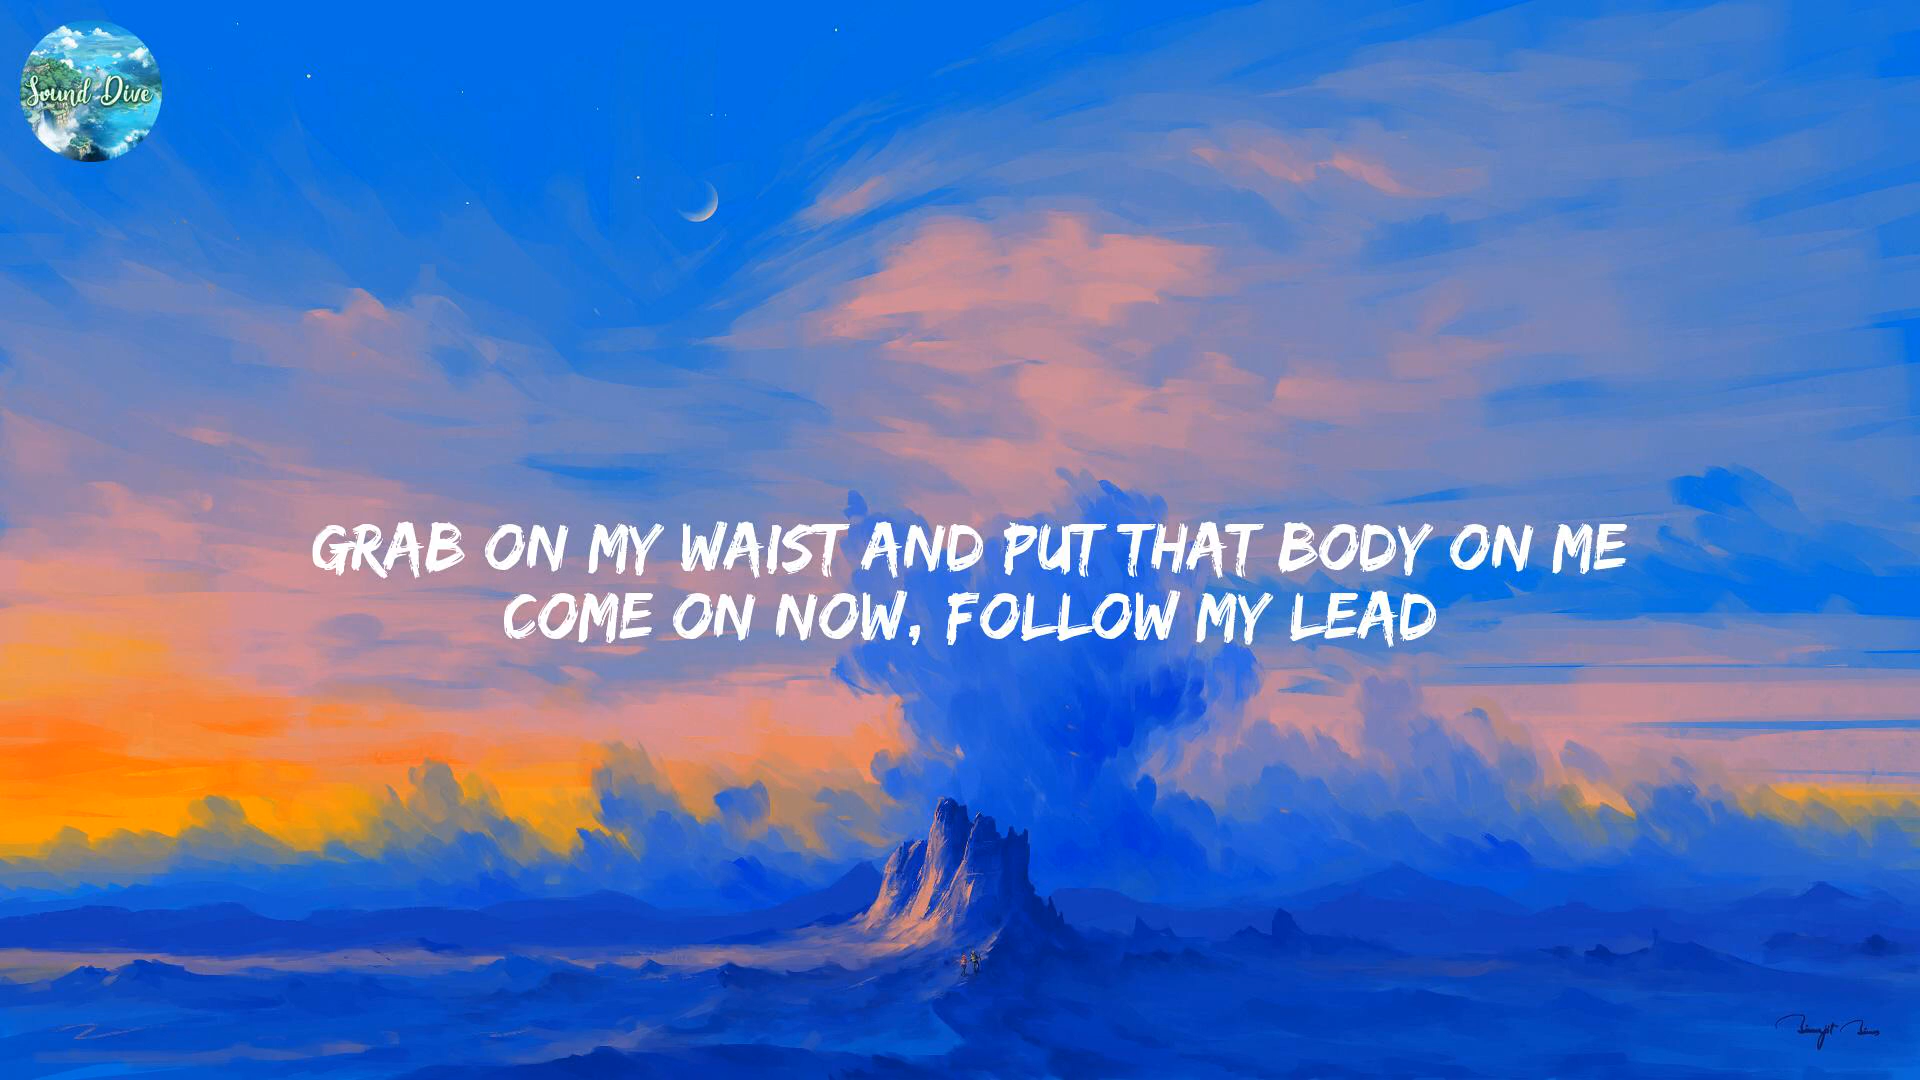 Sound Dive
GRAB ON MY WAIST AND PUT THAT BODY ON ME
COME ON NOW, FOLLOW MY LEAD